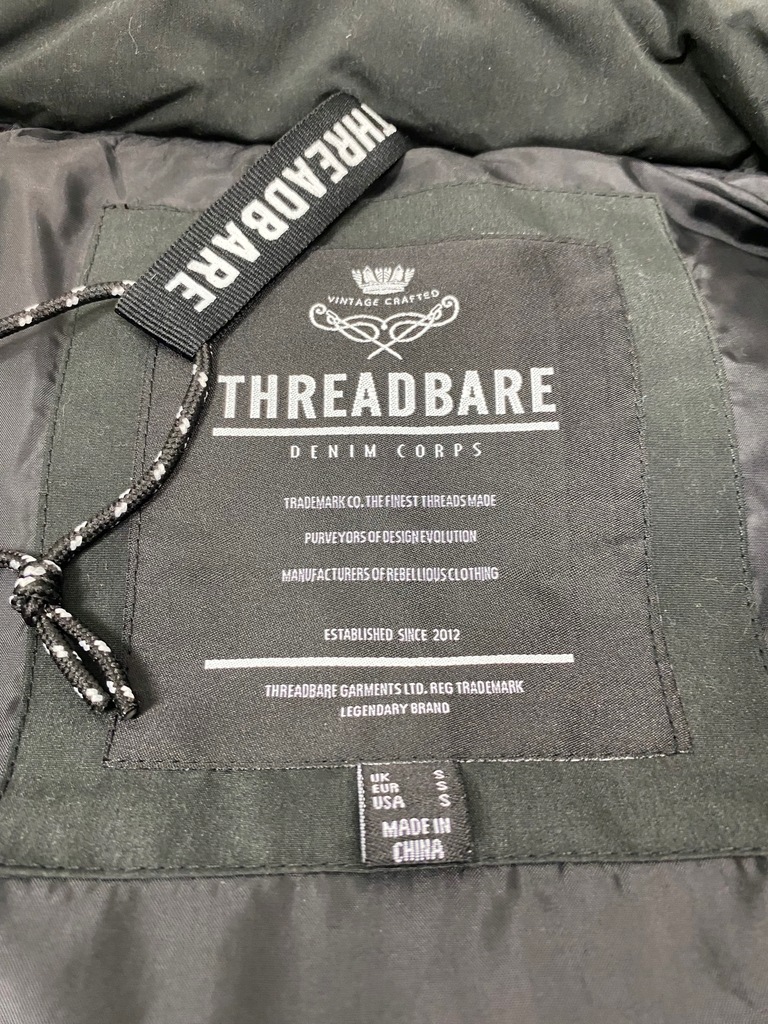 THREADBARE
VINTAGE CRAFTED
THREADBARE
DENIM CORPS
TRADEMARK CO. THE FINEST THREADS MADE
PURVEYORS OF DESIGN EVOLUTION
MANUFACTURERS OF REBELLIOUS CLOTHING
ESTABLISHED SINCE 2012
THREADBARE GARMENTS LTD. REG TRADEMARK
LEGENDARY BRAND
UK S
EUR S
USA S
MADE IN
CHINA